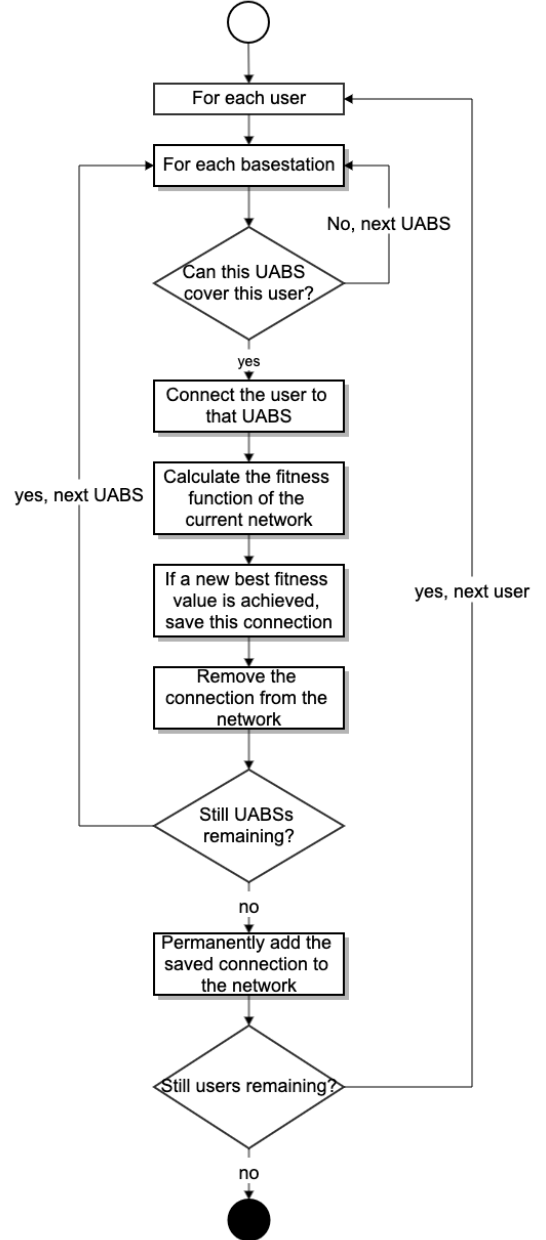 For each user
For each basestation
No, next UABS
Can this UABS
cover this user?
yes
Connect the user to
that UABS
Calculate the fitness
function of the
current network
yes, next UABS
If a new best fitness
value is achieved,
save this connection
yes, next user
Remove the
connection from the
network
Still UABSs
remaining?
no
Permanently add the
saved connection to
the network
Still users remaining?
no